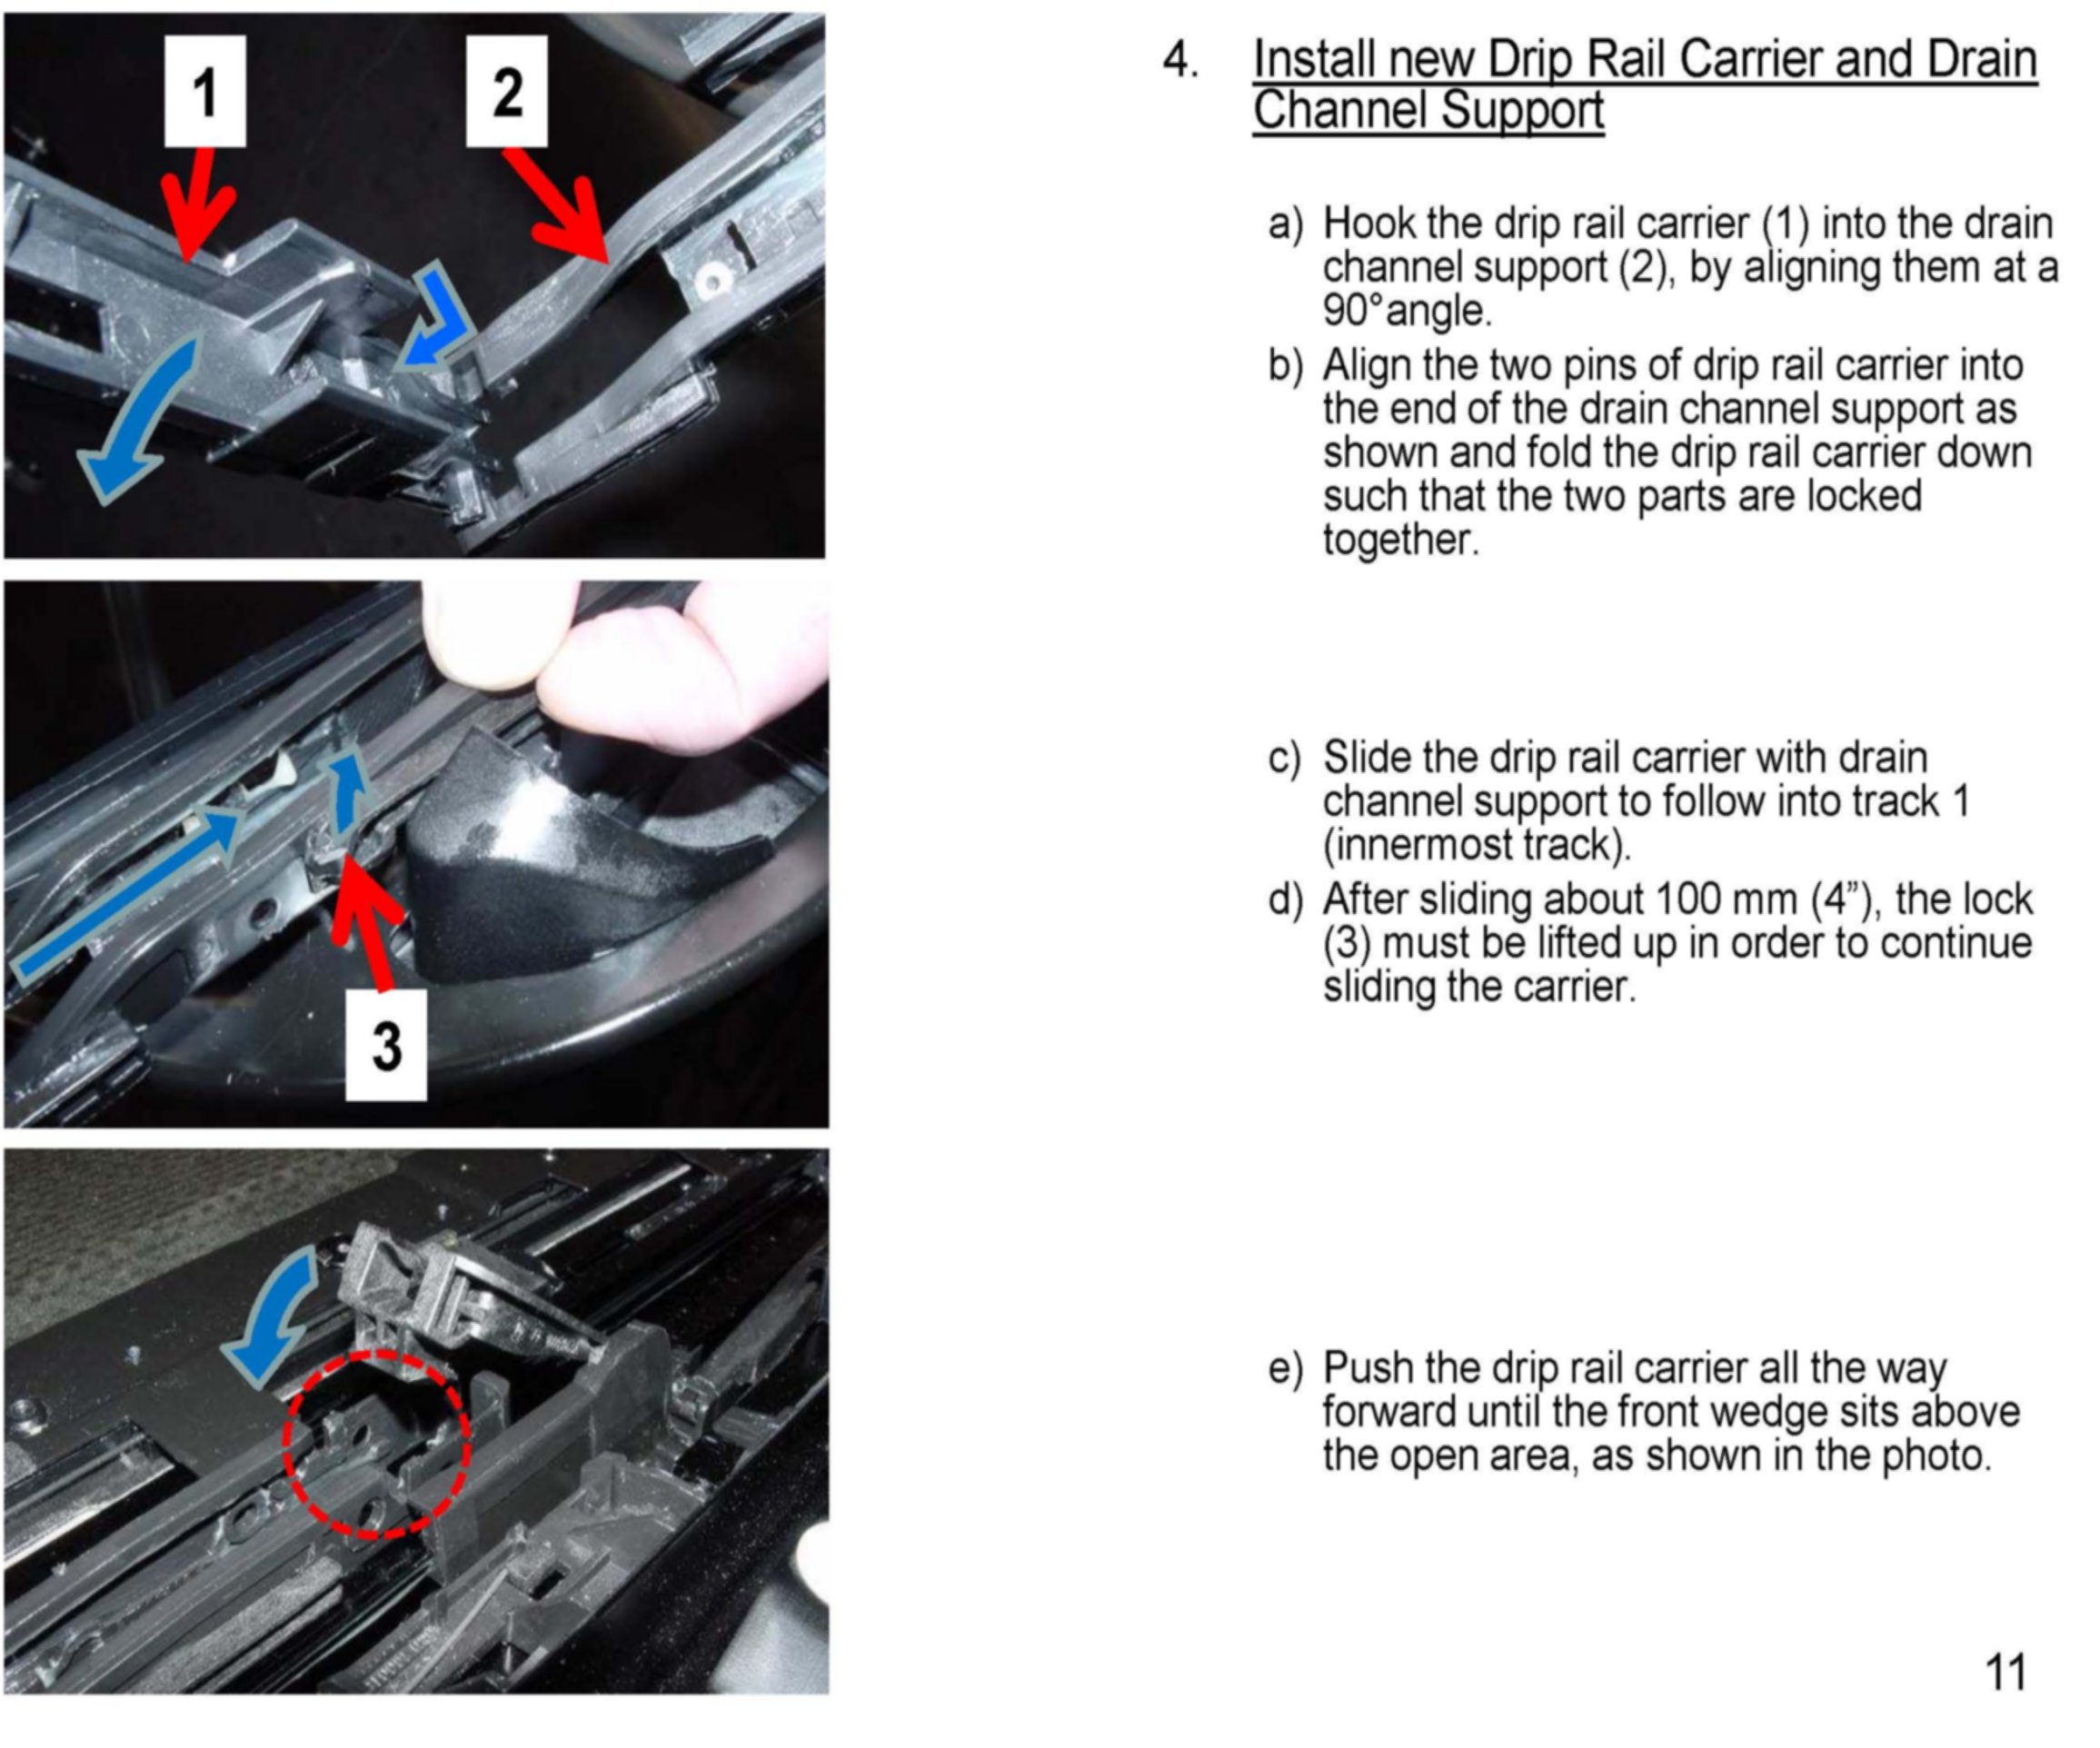 1
2
3
4. Install new Drip Rail Carrier and Drain
Channel Support
a) Hook the drip rail carrier (1) into the drain
channel support (2), by aligning them at a
90°angle.
b) Align the two pins of drip rail carrier into
the end of the drain channel support as
shown and fold the drip rail carrier down
such that the two parts are locked
together.
c) Slide the drip rail carrier with drain
channel support to follow into track 1
(innermost track).
d) After sliding about 100 mm (4”), the lock
(3) must be lifted up in order to continue
sliding the carrier.
e) Push the drip rail carrier all the way
forward until the front wedge sits above
the open area, as shown in the photo.
11